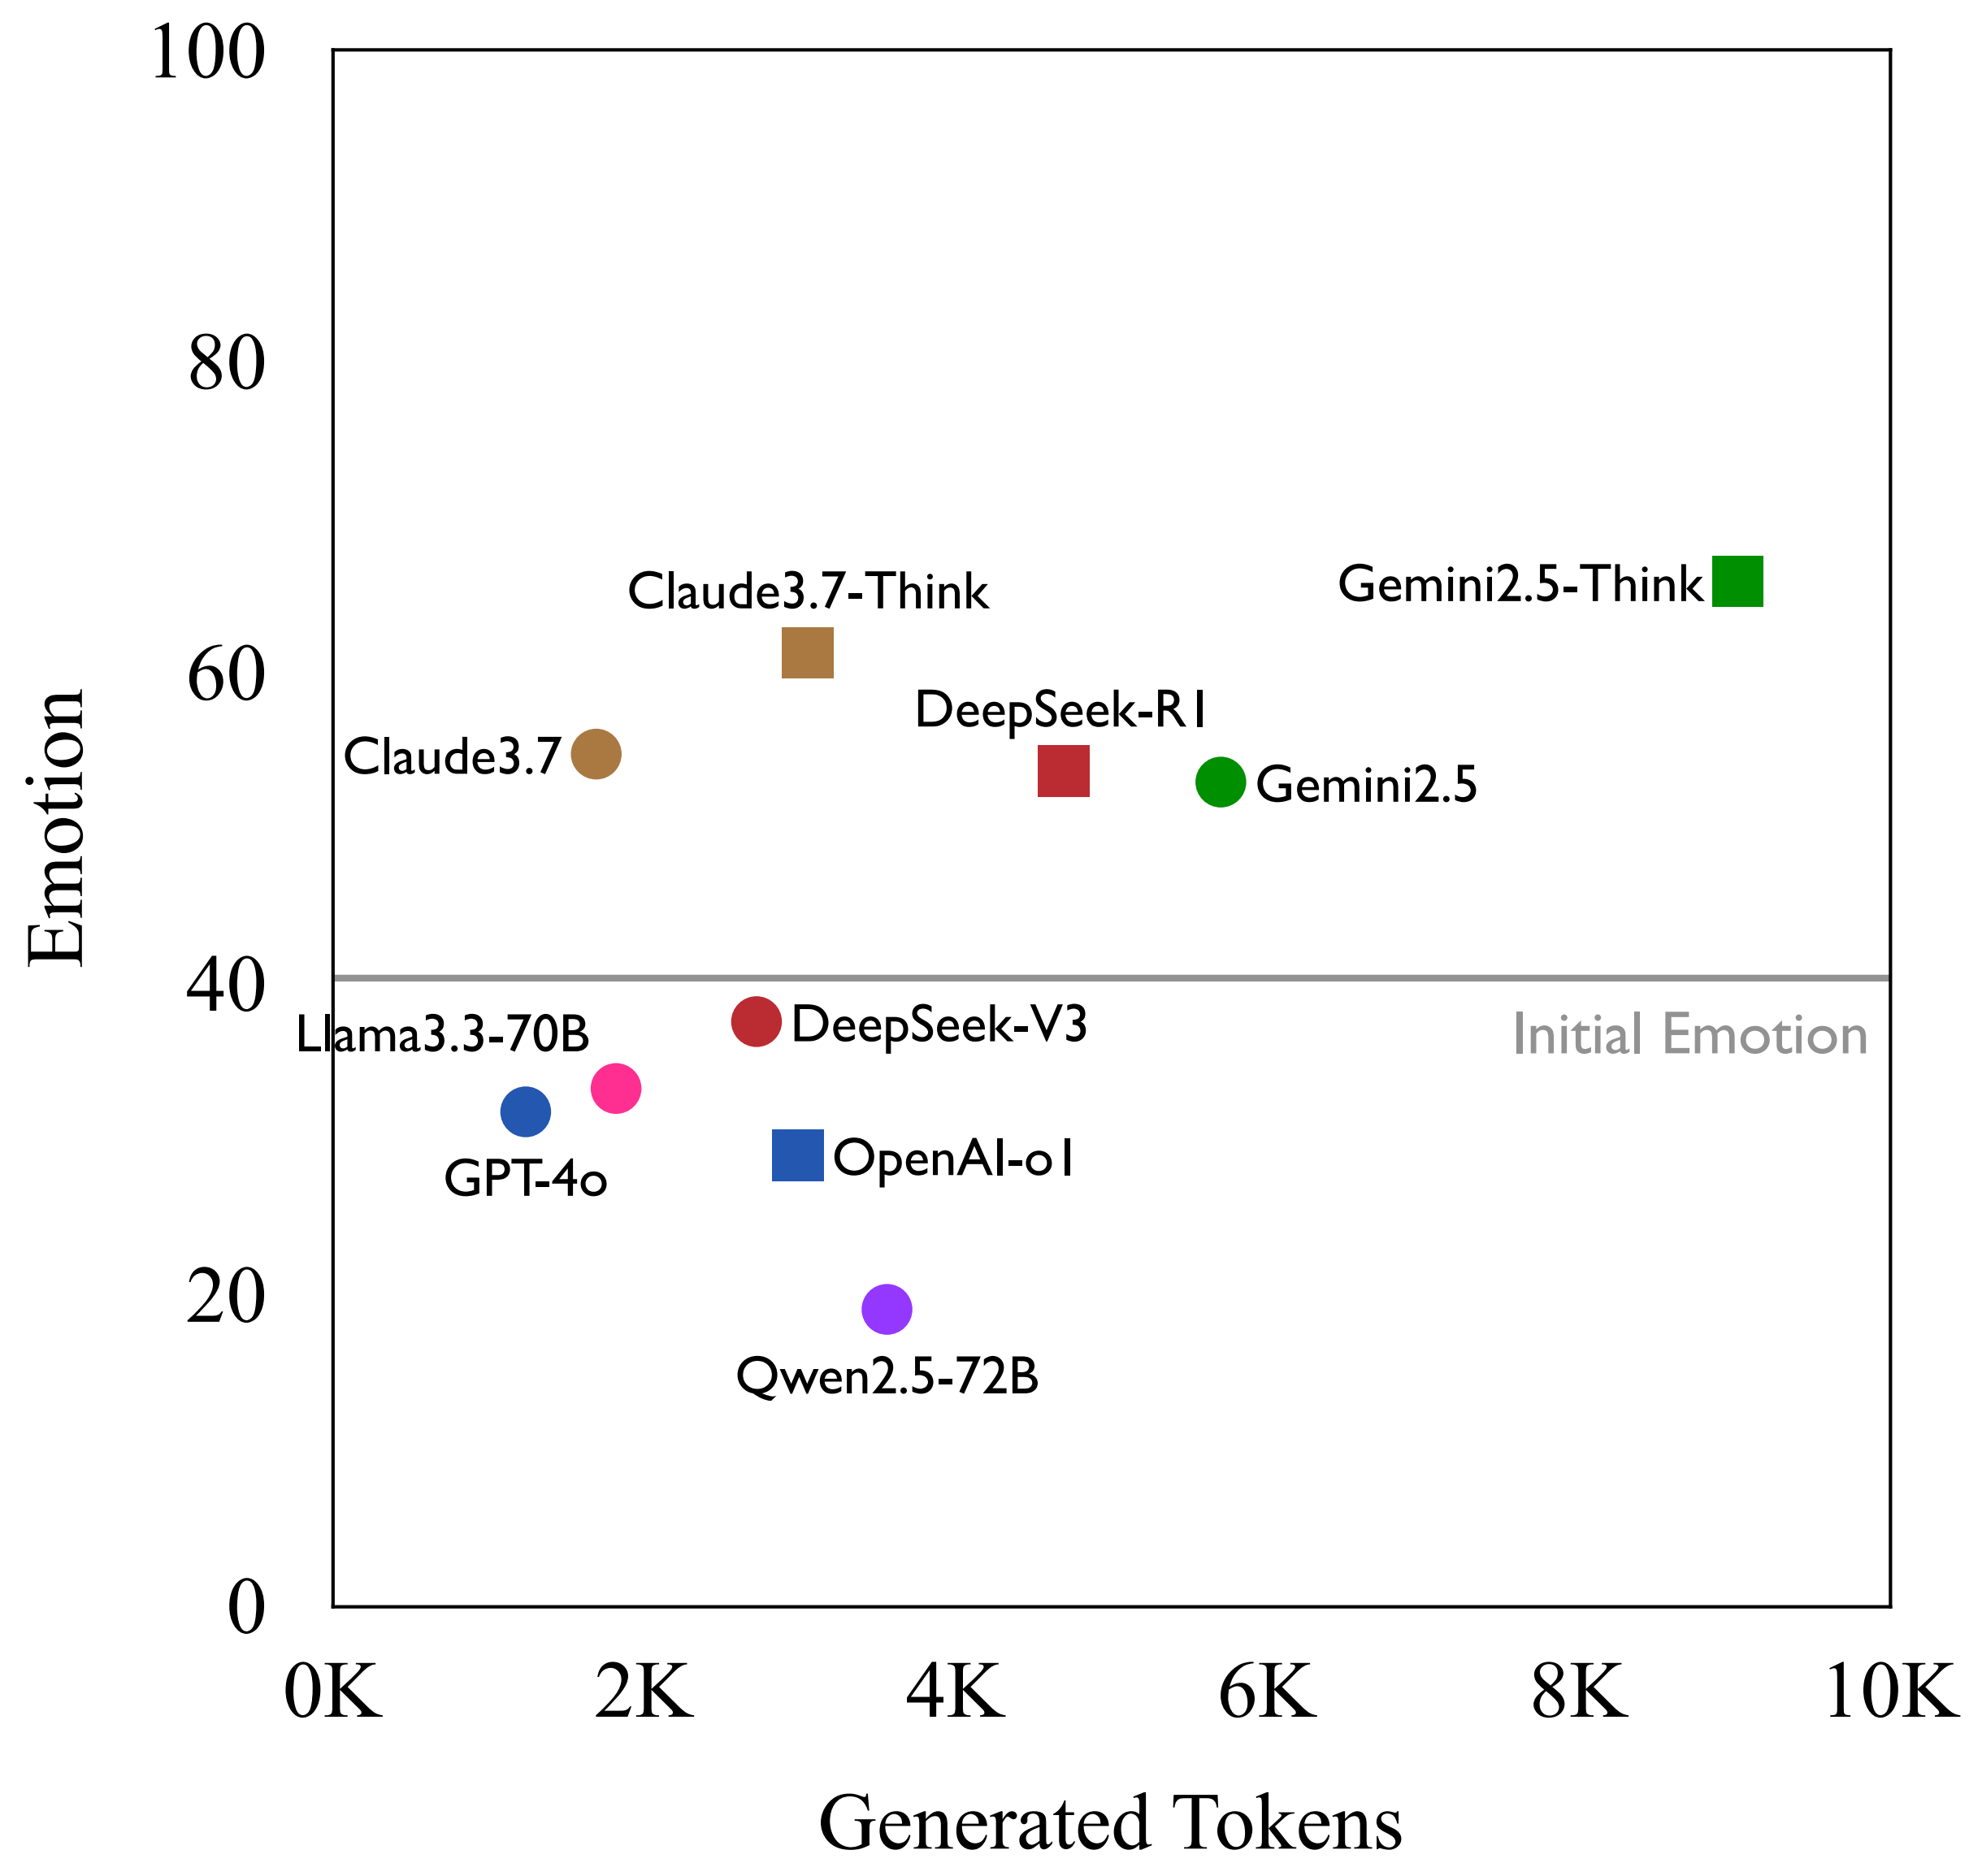 100
80
60
40
20
0
Emotion
Claude3.7-Think
Gemini2.5-Think
DeepSeek-R1
Claude3.7
Gemini2.5
DeepSeek-V3
Llama3.3-70B
Initial Emotion
OpenAI-o1
GPT-4o
Qwen2.5-72B
0K 2K 4K 6K 8K 10K
Generated Tokens